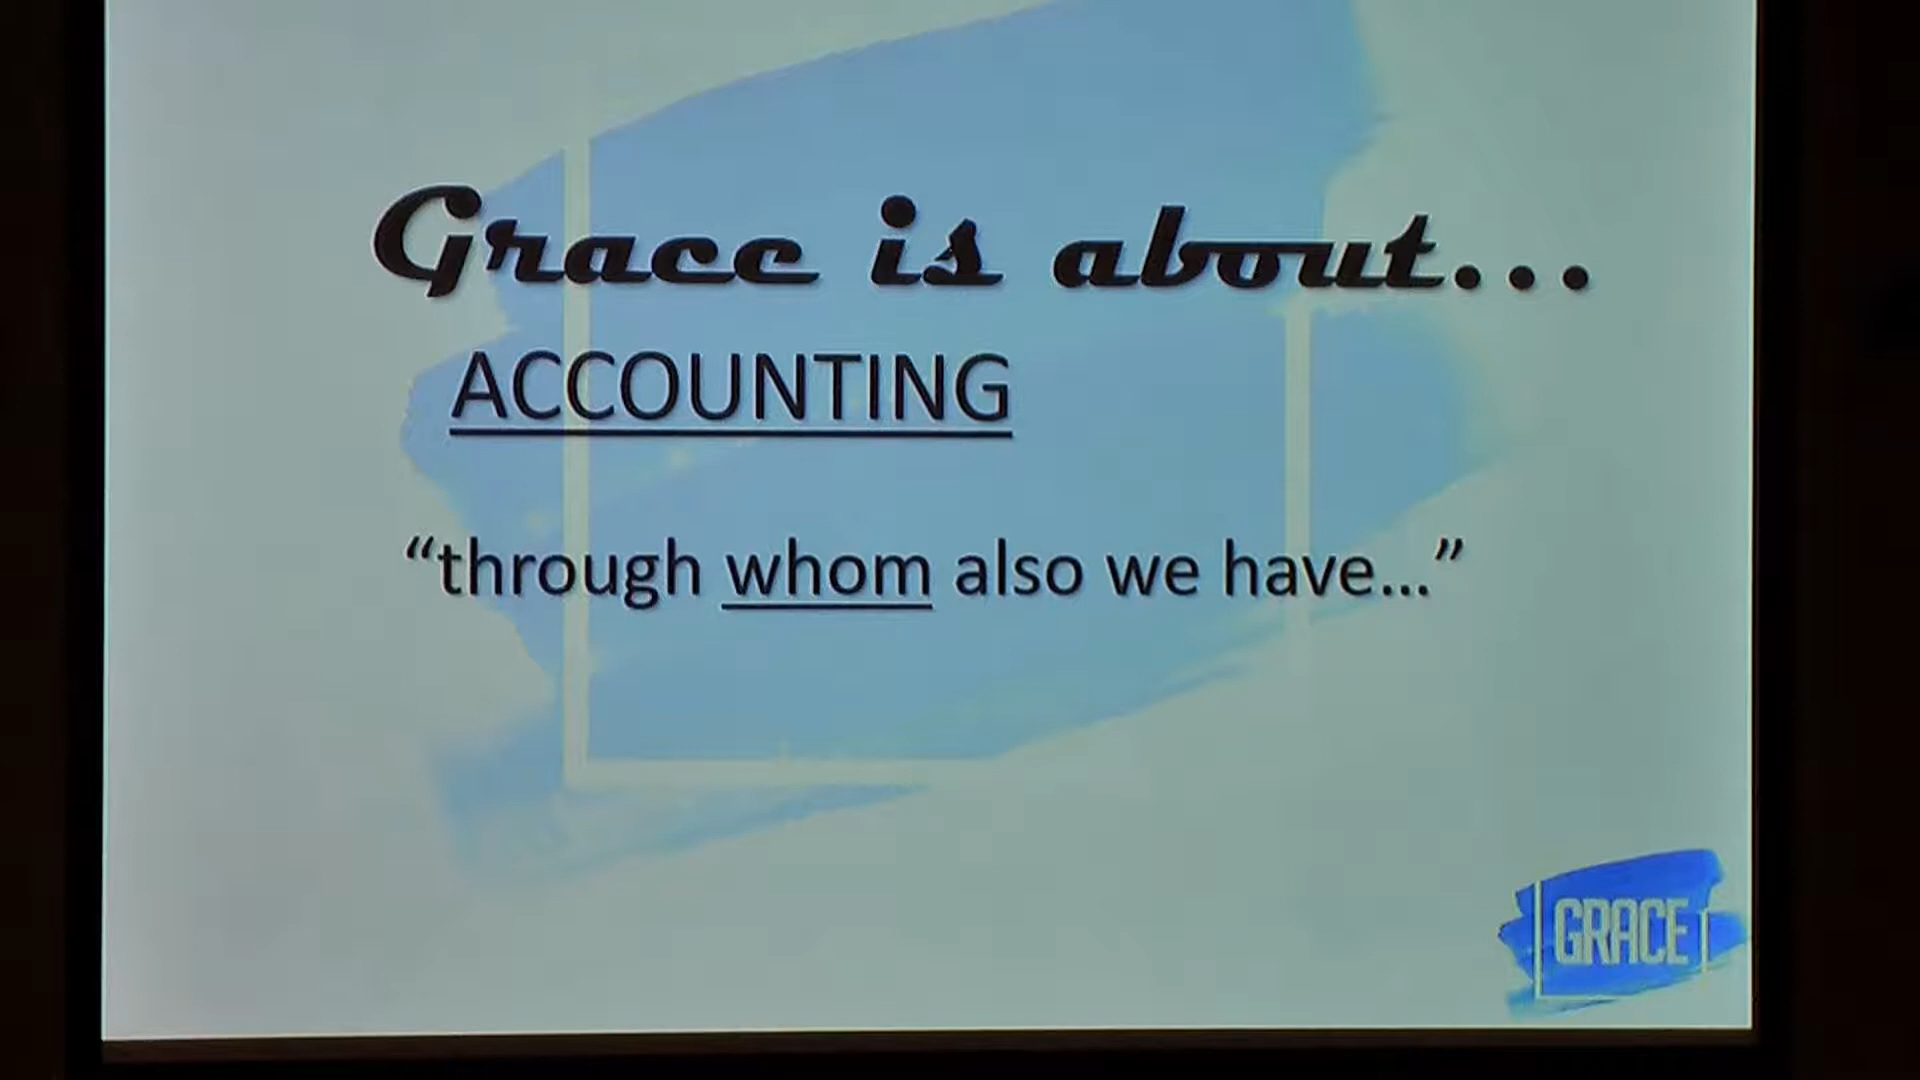 Grace is about...
ACCOUNTING
“through whom also we have...”
GRACE